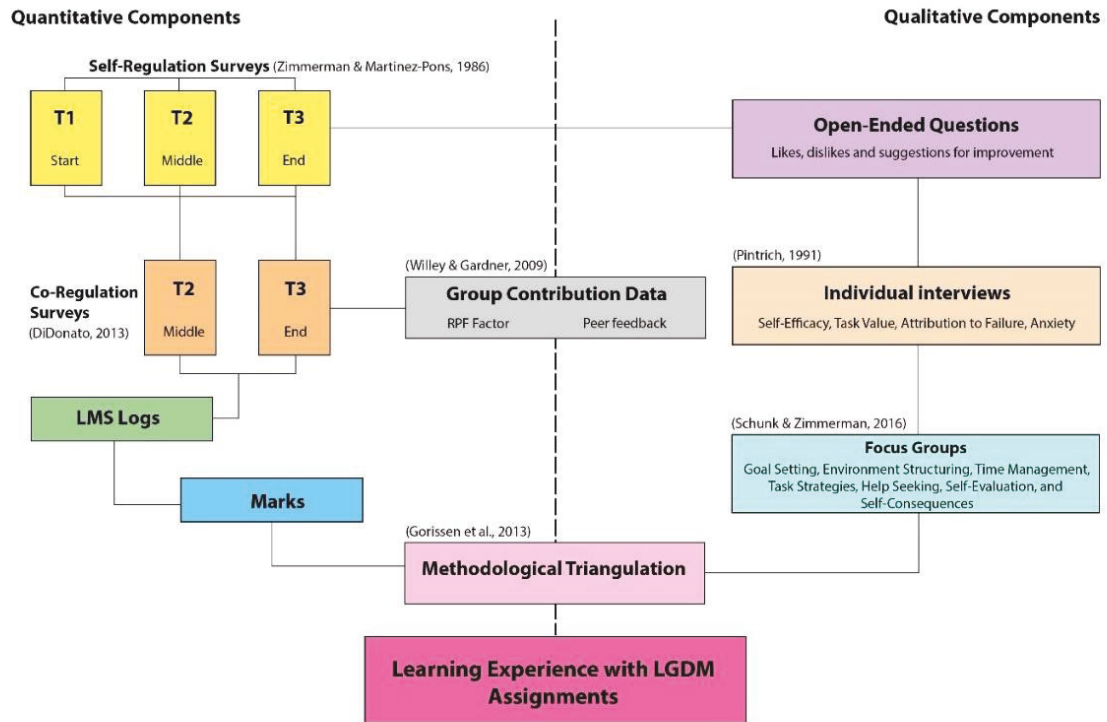 Quantitative Components
Qualitative Components
Self-Regulation Surveys (Zimmerman & Martinez-Pons, 1986)
T1
Start
T2
Middle
T3
End
Open-Ended Questions
Likes, dislikes and suggestions for improvement
Co-Regulation
Surveys
(DiDonato, 2013)
T2
Middle
T3
End
(Willey & Gardner, 2009)
Group Contribution Data
RPF Factor
Peer feedback
(Pintrich, 1991)
Individual interviews
Self-Efficacy, Task Value, Attribution to Failure, Anxiety
LMS Logs
Marks
(Schunk & Zimmerman, 2016)
Focus Groups
Goal Setting, Environment Structuring, Time Management,
Task Strategies, Help Seeking, Self-Evaluation, and
Self-Consequences
(Gorissen et al., 2013)
Methodological Triangulation
Learning Experience with LGDM
Assignments